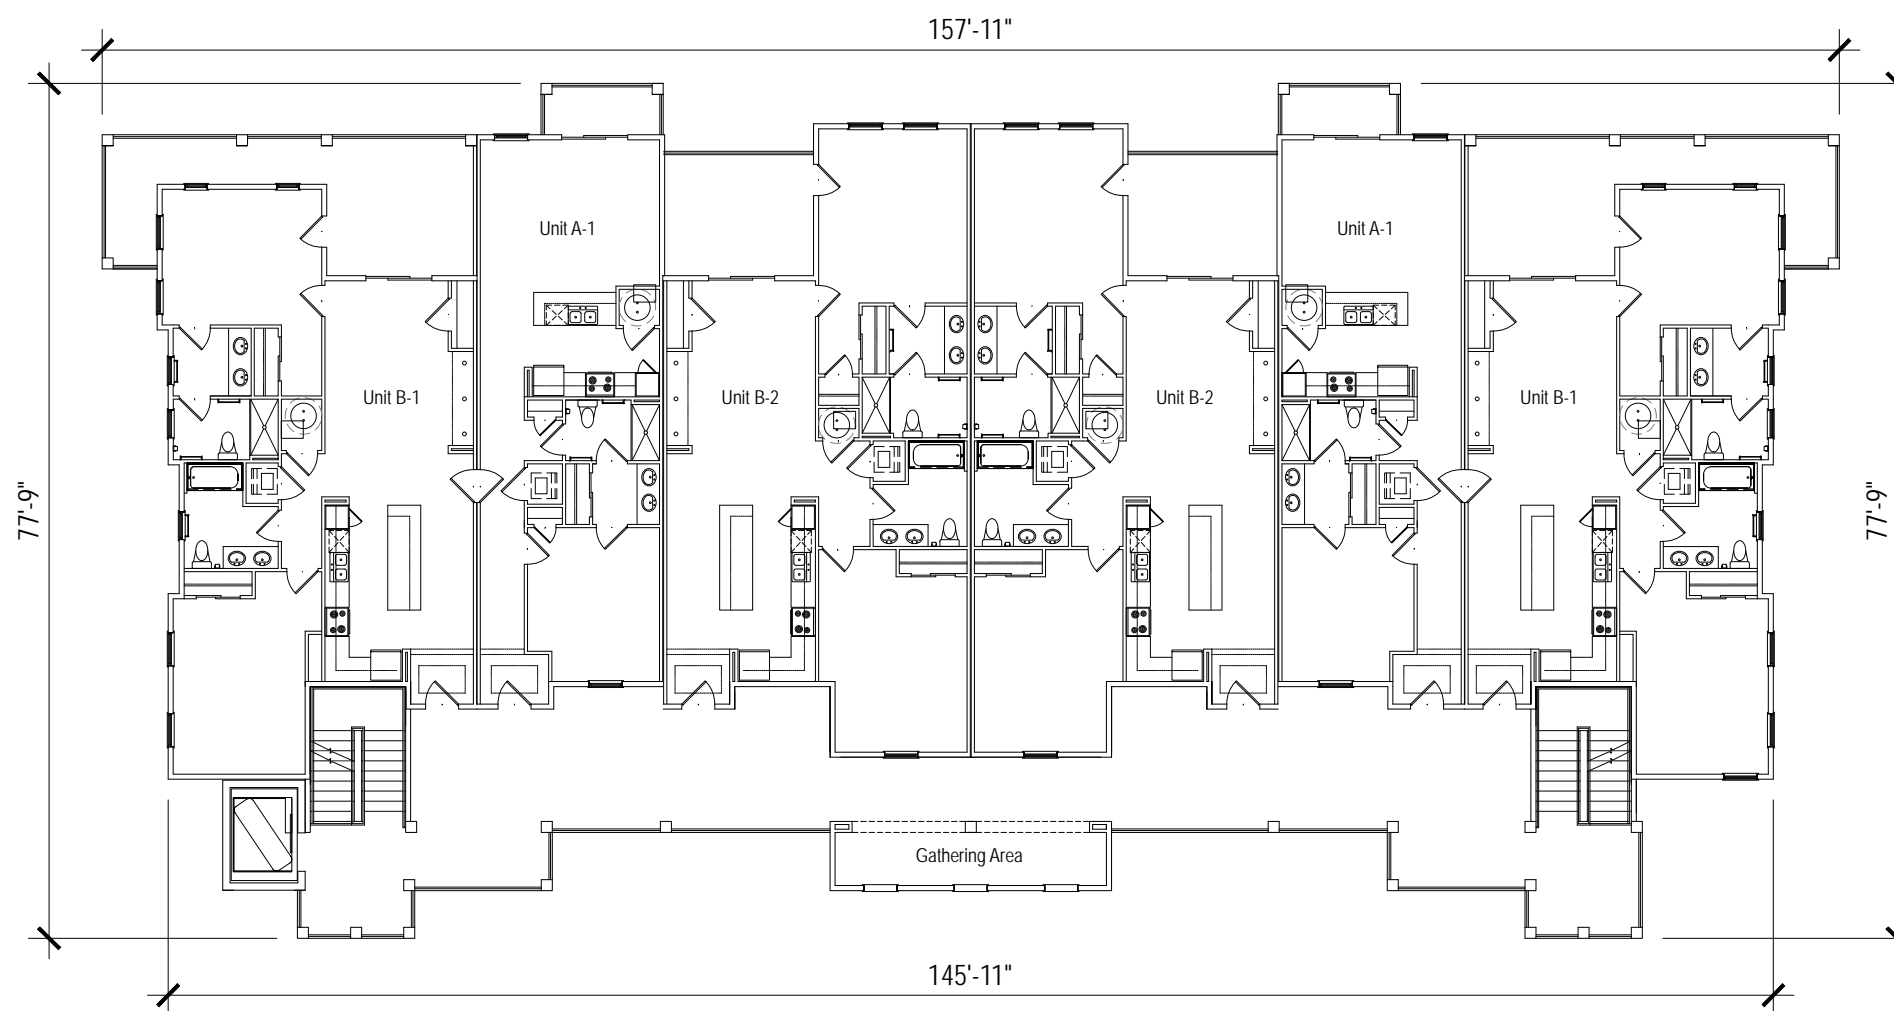 157'-11"
Unit A-1
Unit A-1
Unit B-1
Unit B-2
Unit B-2
Unit B-1
77'-9"
77'-9"
Gathering Area
145'-11"